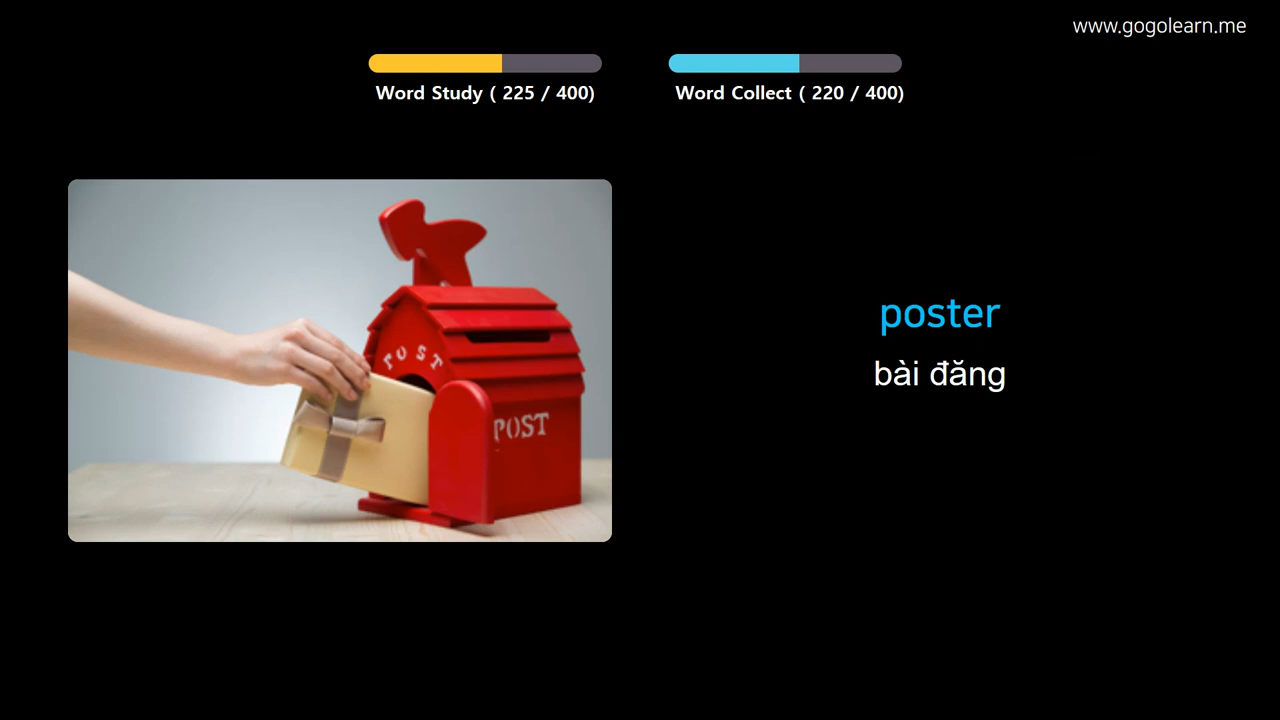 www.gogolearn.me
Word Study ( 225 / 400)
Word Collect ( 220 / 400)
POST
POST
poster
bài đăng